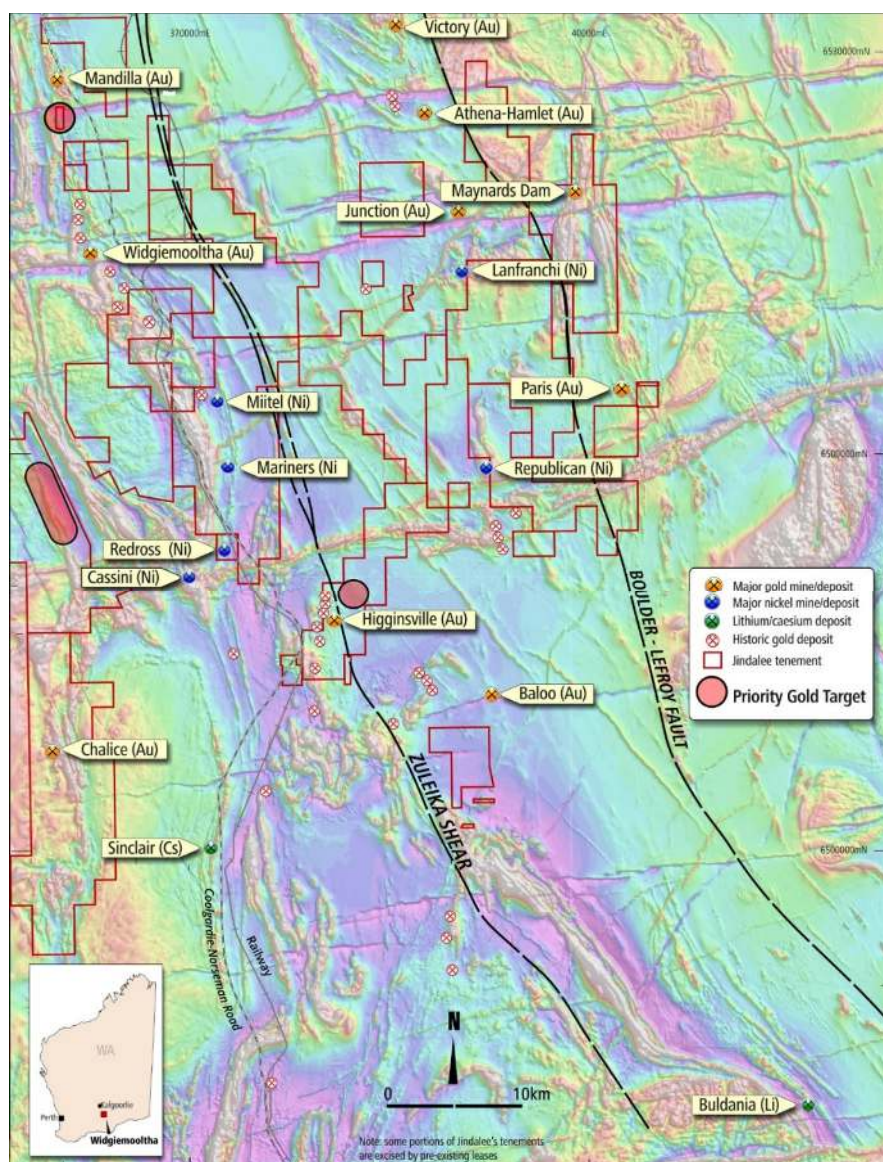 370000mE
Victory (Au)
40000mE
6530000mN
Mandilla (Au)
Athena-Hamlet (Au)
Maynards Dam
Junction (Au)
Widgiemooltha (Au)
Lanfranchi (Ni)
Paris (Au)
Miitel (Ni)
6500000mN
Mariners (Ni
Republican (Ni)
Redross (Ni)
Cassini (Ni)
BOULDER - LEFROY FAULT
Major gold mine/deposit
Major nickel mine/deposit
Lithium/caesium deposit
Historic gold deposit
Jindalee tenement
Priority Gold Target
Higginsville (Au)
Baloo (Au)
Chalice (Au)
ZULEIKA SHEAR
Sinclair (Cs)
6500000mN
Coolgardie-Norseman Road
Railway
WA
Kalgoorlie
Perth
Widgiemooltha
N
0 10km
Buldania (Li)
Note: some portions of Jindalee's tenements
are excised by pre-existing leases